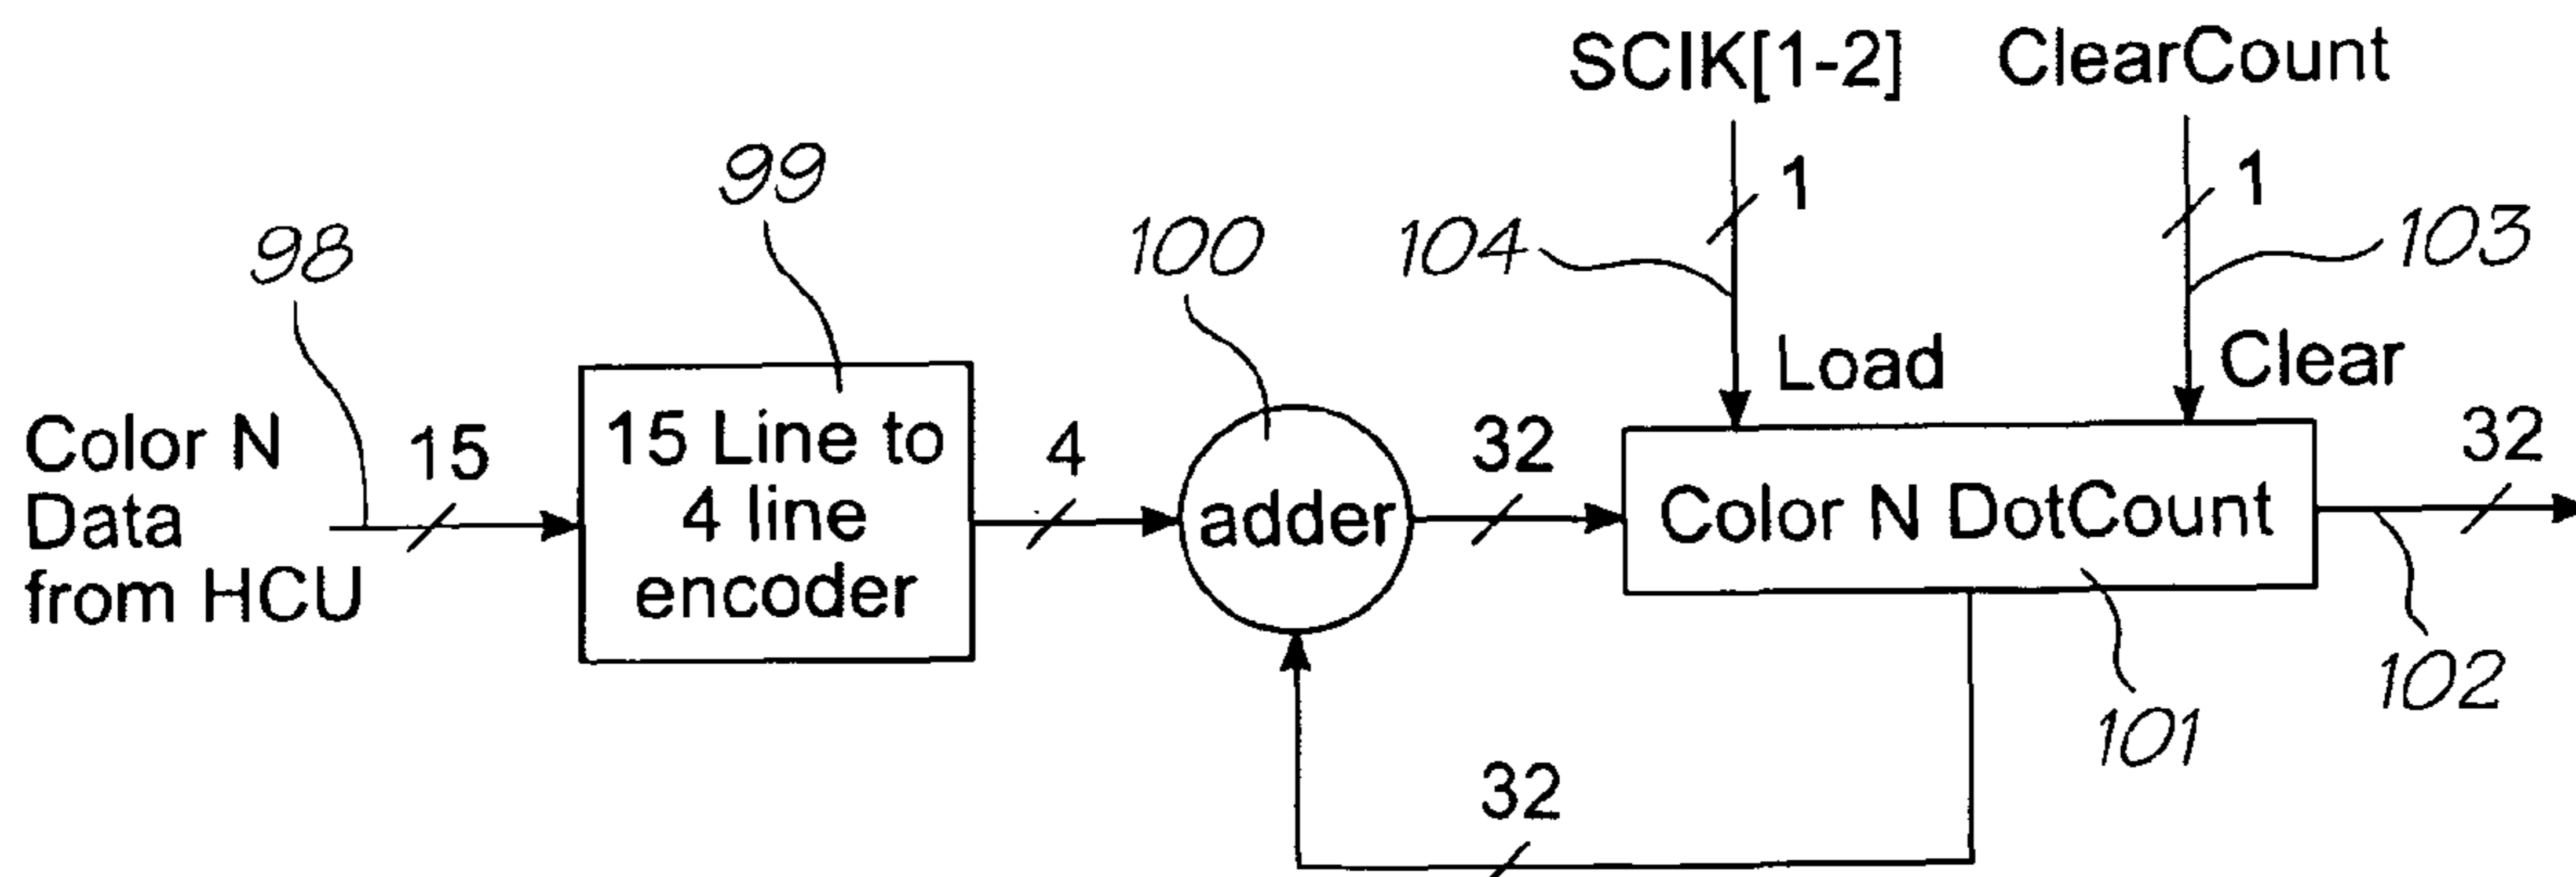 SCIK[1-2]
ClearCount
99
1
1
98
100
104
103
Load
Clear
Color N
Data
from HCU
15
15 Line to
4 line
encoder
4
adder
32
Color N DotCount
32
102
101
32